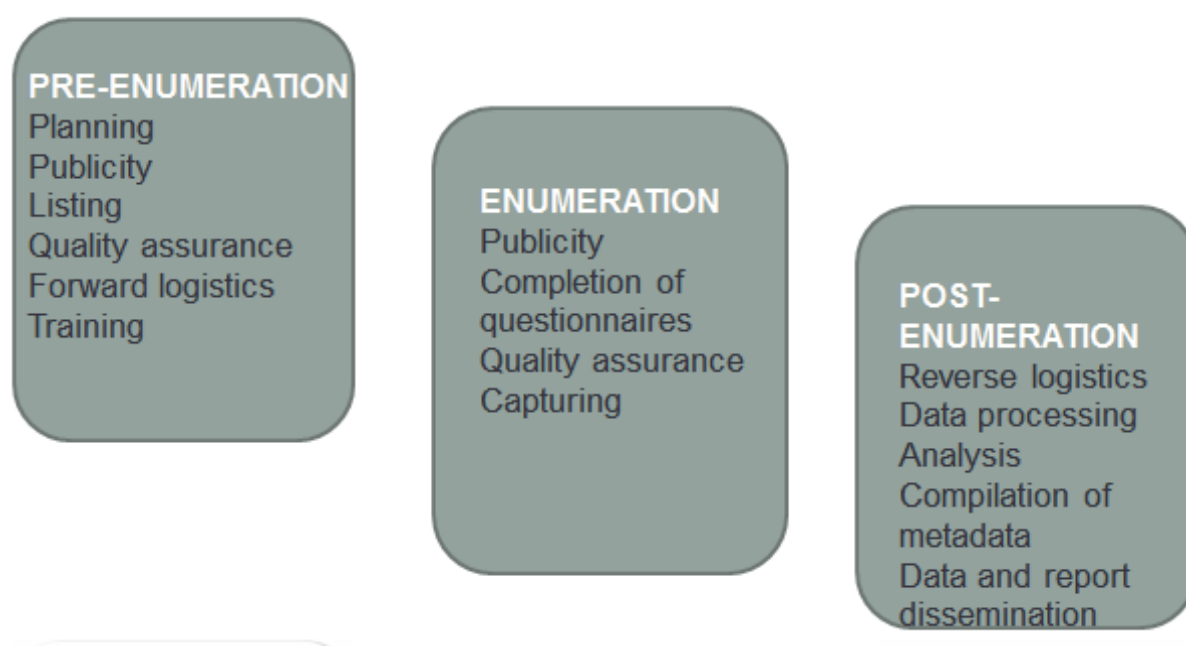 PRE-ENUMERATION
Planning
Publicity
Listing
Quality assurance
Forward logistics
Training
ENUMERATION
Publicity
Completion of
questionnaires
Quality assurance
Capturing
POST-
ENUMERATION
Reverse logistics
Data processing
Analysis
Compilation of
metadata
Data and report
dissemination